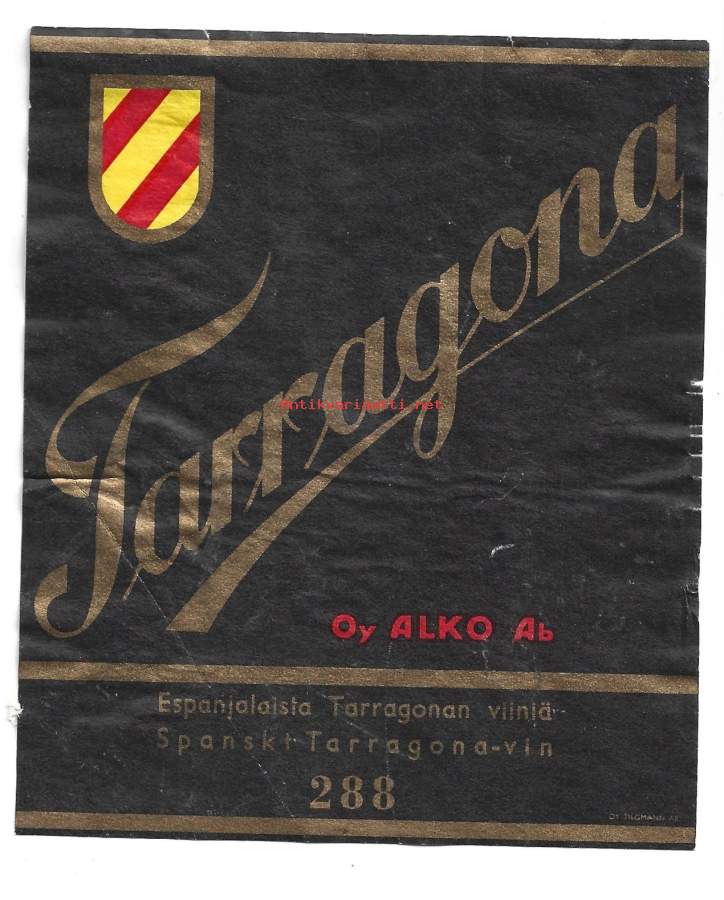 Tarragona
Antikvariaatti.net
Oy ALKO Ab
Espanjalaista Tarragonan viiniä
Spanskt Tarragona-vin
288
OY TILGMANN AB